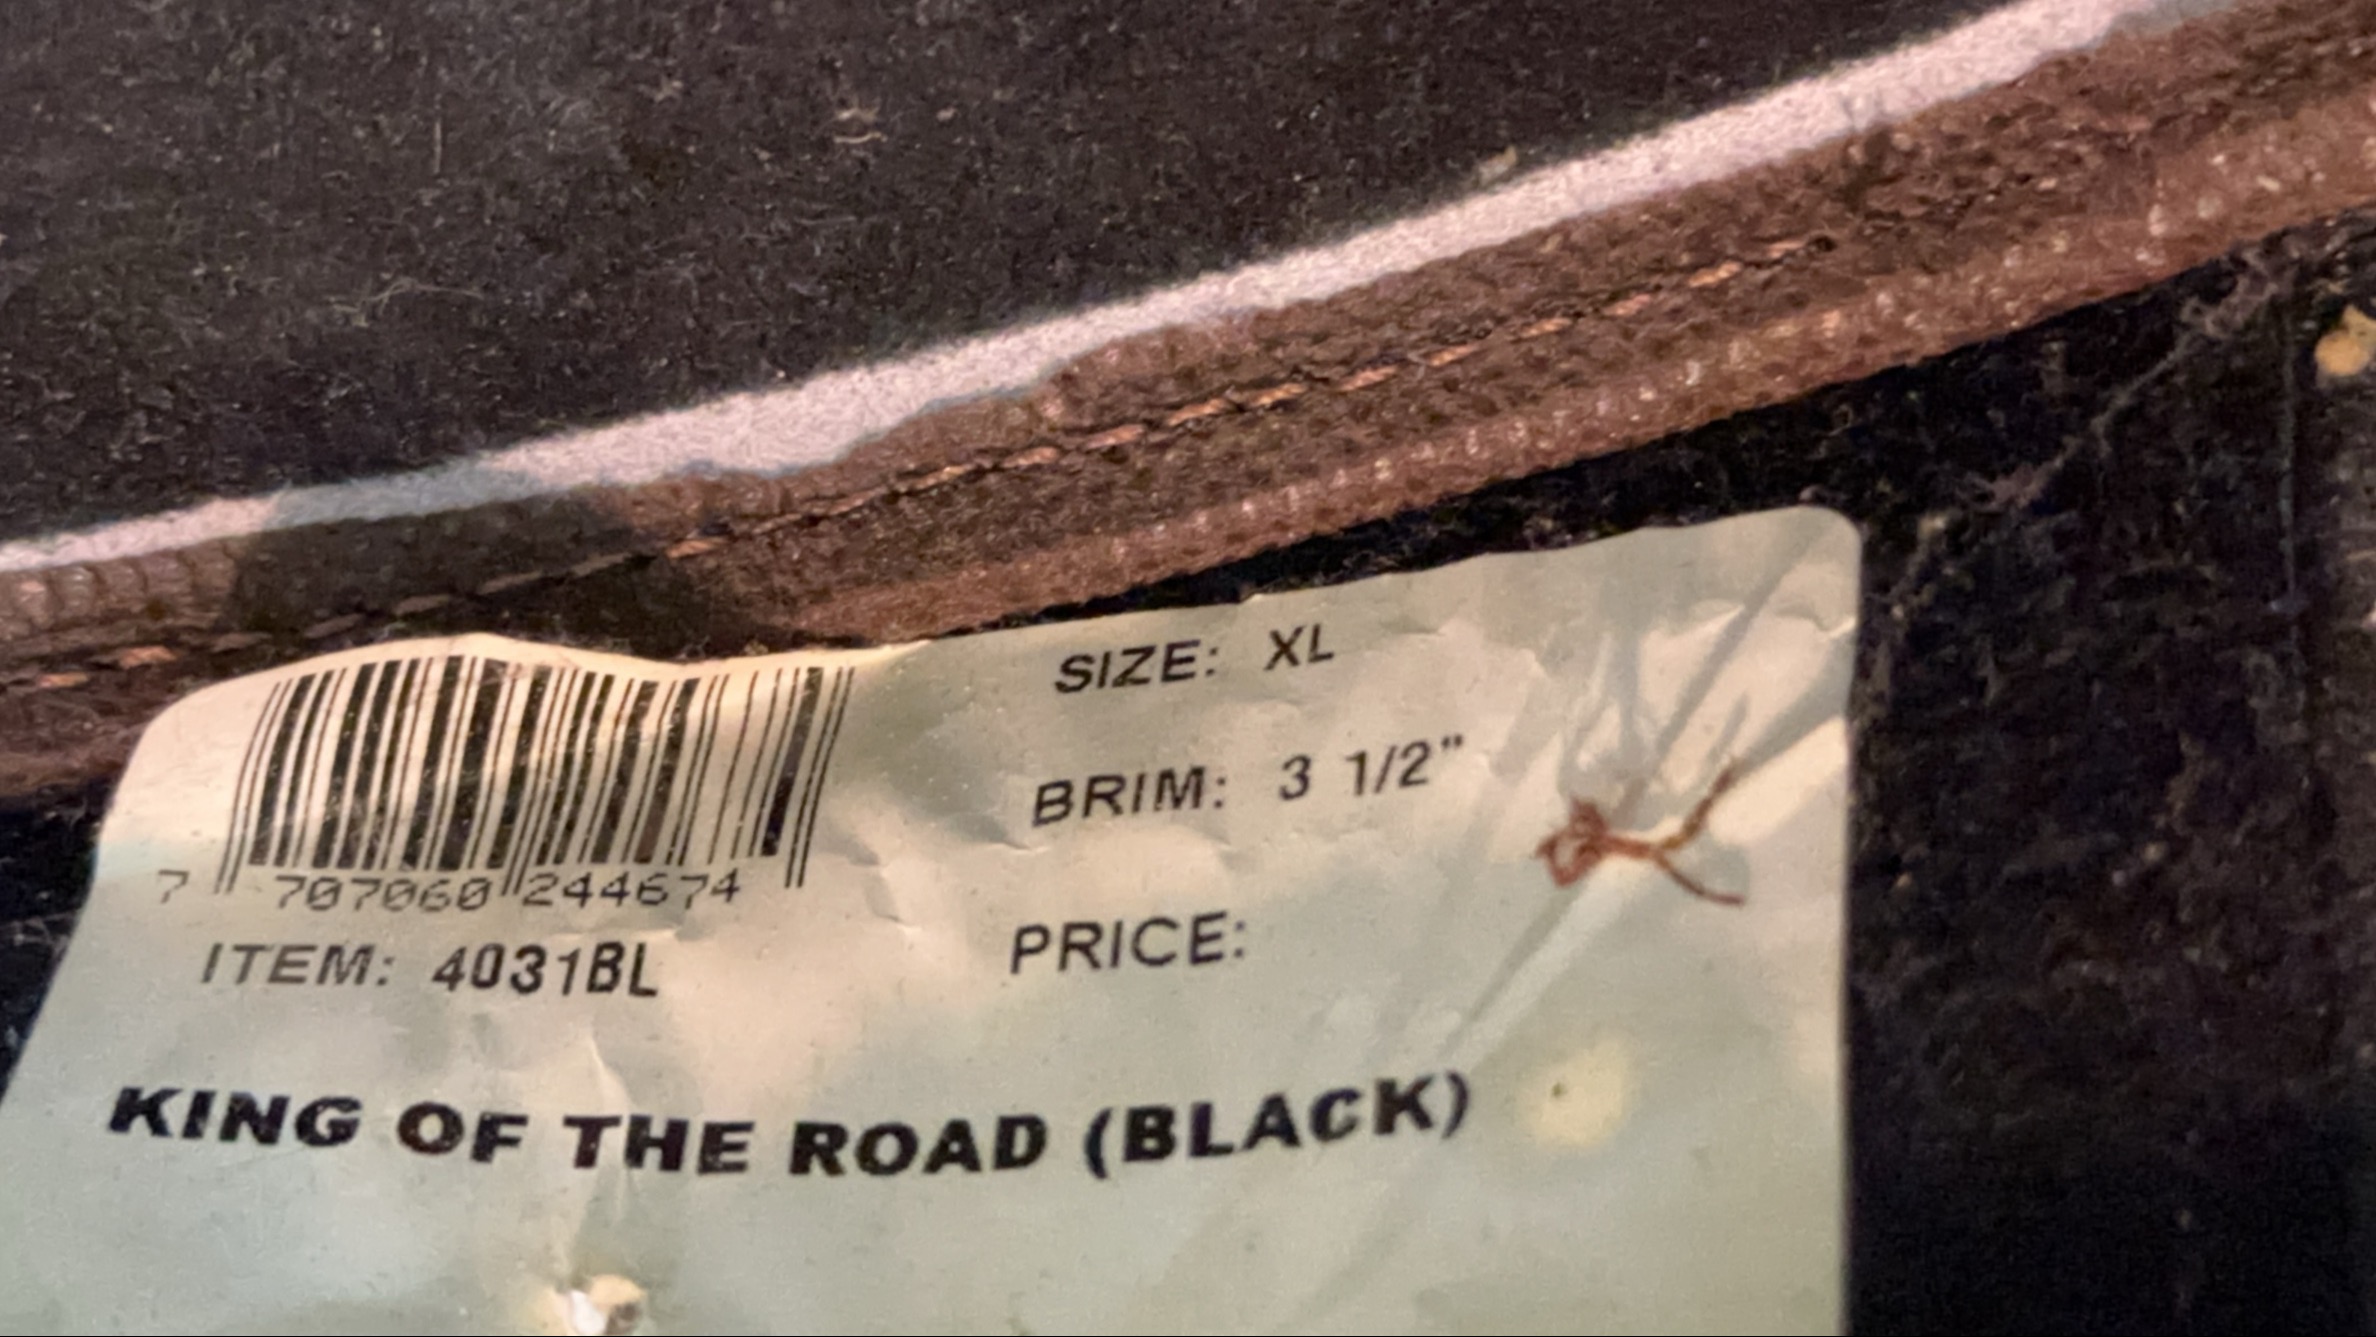 SIZE: XL
BRIM: 3 1/2"
7 707060 244674
ITEM: 4031BL
PRICE:
KING OF THE ROAD (BLACK)